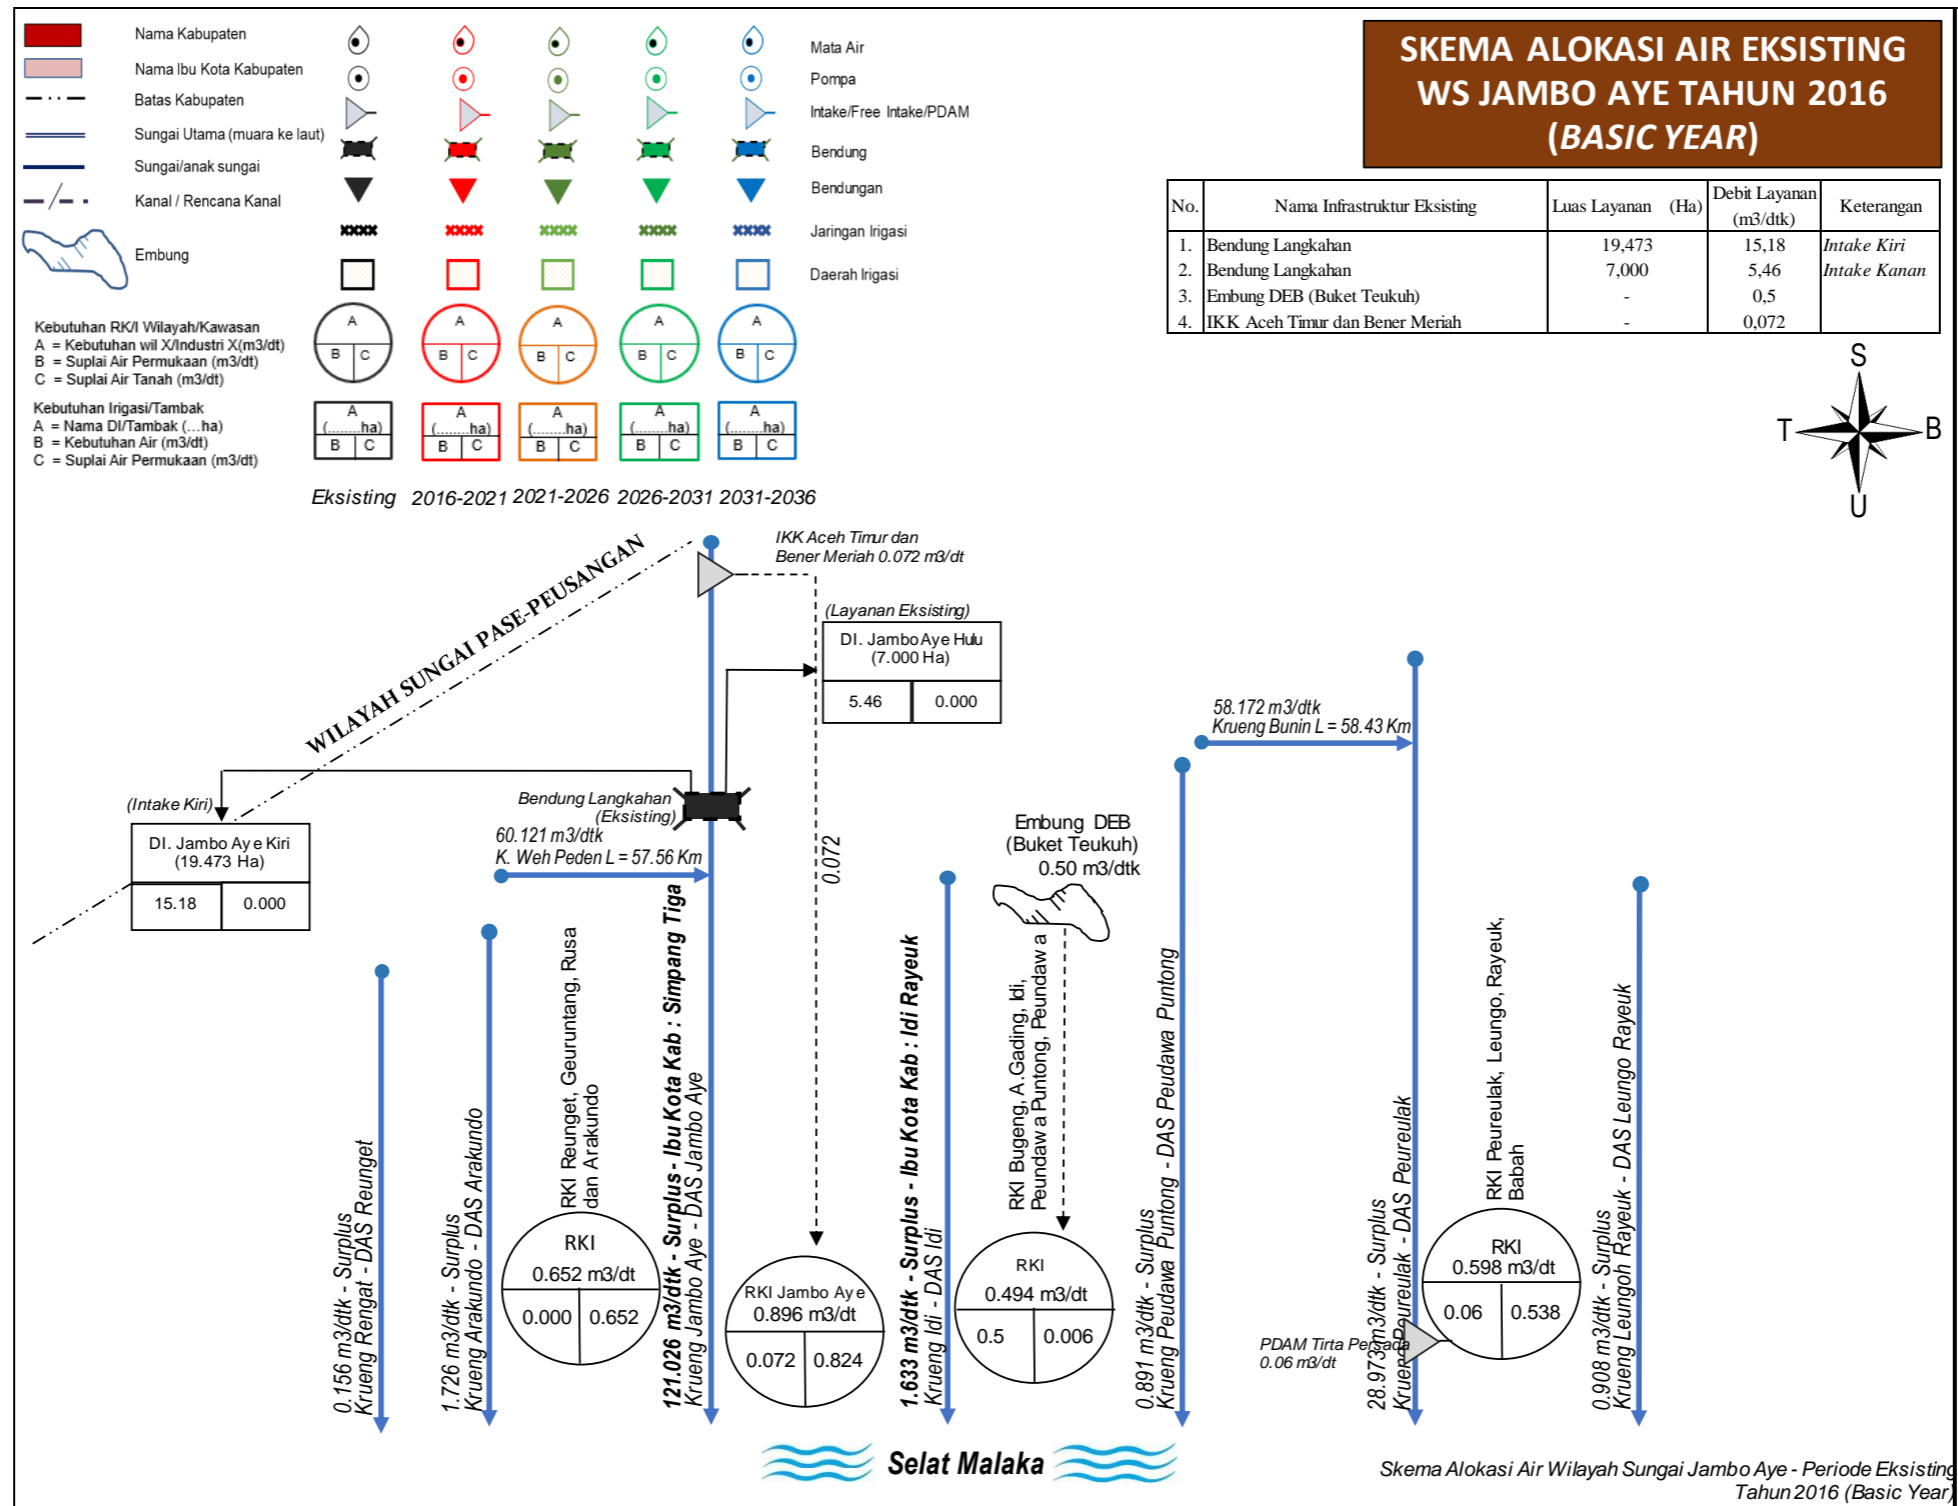 Nama Kabupaten
Nama Ibu Kota Kabupaten
Batas Kabupaten
Sungai Utama (muara ke laut)
Sungai/anak sungai
Kanal / Rencana Kanal
Embung
Mata Air
Pompa
Intake/Free Intake/PDAM
Bendung
Bendungan
Jaringan Irigasi
Daerah Irigasi
Kebutuhan RK/I Wilayah/Kawasan
A = Kebutuhan wil X/Industri X(m3/dt)
B = Suplai Air Permukaan (m3/dt)
C = Suplai Air Tanah (m3/dt)
A A A A A
B C B C B C B C B C
Kebutuhan Irigasi/Tambak
A = Nama DI/Tambak (...ha)
B = Kebutuhan Air (m3/dt)
C = Suplai Air Permukaan (m3/dt)
A A A A A
(........ha) (........ha) (........ha) (........ha) (........ha)
B C B C B C B C B C
Eksisting 2016-2021 2021-2026 2026-2031 2031-2036
SKEMA ALOKASI AIR EKSISTING
WS JAMBO AYE TAHUN 2016
(BASIC YEAR)
No. Nama Infrastruktur Eksisting Luas Layanan (Ha) Debit Layanan (m3/dtk) Keterangan
1. Bendung Langkahan 19,473 15,18 Intake Kiri
2. Bendung Langkahan 7,000 5,46 Intake Kanan
3. Embung DEB (Buket Teukuh) - 0,5
4. IKK Aceh Timur dan Bener Meriah - 0,072
S
T B
U
WILAYAH SUNGAI PASE-PEUSANGAN
IKK Aceh Timur dan
Bener Meriah 0.072 m3/dt
(Layanan Eksisting)
DI. Jambo Aye Hulu
(7.000 Ha)
5.46 0.000
(Intake Kiri)
DI. Jambo Aye Kiri
(19.473 Ha)
15.18 0.000
Bendung Langkahan
(Eksisting)
60.121 m3/dtk
K. Weh Peden L = 57.56 Km
0.072
58.172 m3/dtk
Krueng Bunin L = 58.43 Km
Embung DEB
(Buket Teukuh)
0.50 m3/dtk
0.156 m3/dtk - Surplus
Krueng Rengat - DAS Reunget
1.726 m3/dtk - Surplus
Krueng Arakundo - DAS Arakundo
RKI Reunget, Geuruntang, Rusa
dan Arakundo
RKI
0.652 m3/dt
0.000 0.652
121.026 m3/dtk - Surplus - Ibu Kota Kab : Simpang Tiga
Krueng Jambo Aye - DAS Jambo Aye
RKI Jambo Aye
0.896 m3/dt
0.072 0.824
1.633 m3/dtk - Surplus - Ibu Kota Kab : Idi Rayeuk
Krueng Idi - DAS Idi
RKI Bugeng, A.Gading, Idi,
Peundawa Puntong, Peundawa
RKI
0.494 m3/dt
0.5 0.006
0.891 m3/dtk - Surplus
Krueng Peudawa Puntong - DAS Peudawa Puntong
28.973m3/dtk - Surplus
Krueng Peureulak - DAS Peureulak
PDAM Tirta Persada
0.06 m3/dt
RKI Peureulak, Leungo, Rayeuk,
Babah
RKI
0.598 m3/dt
0.06 0.538
0.908 m3/dtk - Surplus
Krueng Leungoh Rayeuk - DAS Leungo Rayeuk
Selat Malaka
Skema Alokasi Air Wilayah Sungai Jambo Aye - Periode Eksisting
Tahun 2016 (Basic Year)